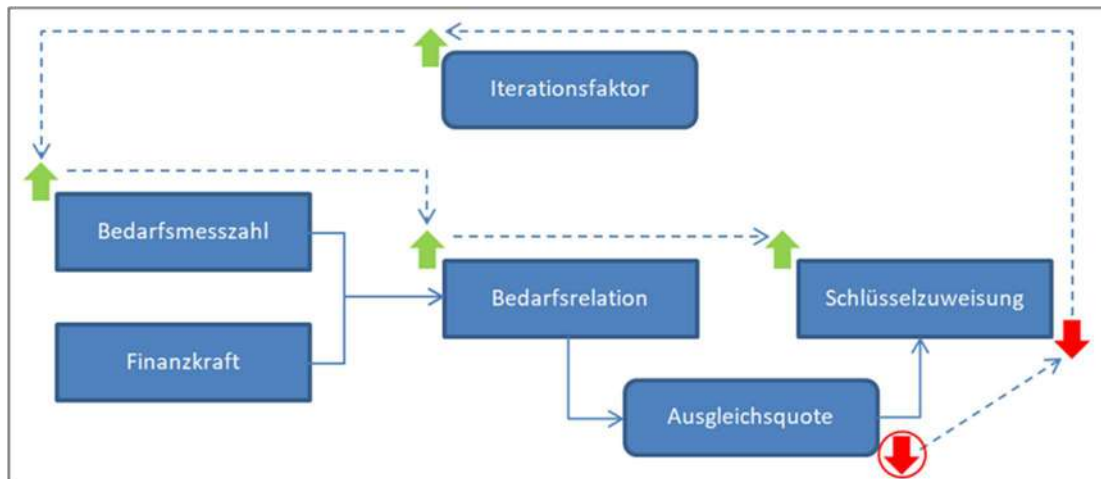 Iterationsfaktor
Bedarfsmesszahl
Bedarfsrelation
Schlüsselzuweisung
Finanzkraft
Ausgleichsquote